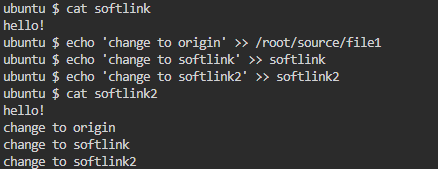 ubuntu $ cat softlink
hello!
ubuntu $ echo 'change to origin' >> /root/source/file1
ubuntu $ echo 'change to softlink' >> softlink
ubuntu $ echo 'change to softlink2' >> softlink2
ubuntu $ cat softlink2
hello!
change to origin
change to softlink
change to softlink2